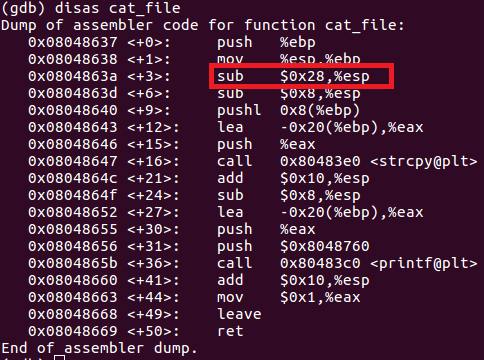 (gdb) disas cat_file
Dump of assembler code for function cat_file:
0x08048637 <+0>: push %ebp
0x08048638 <+1>: mov %esp,%ebp
0x0804863a <+3>: sub $0x28,%esp
0x0804863d <+6>: sub $0x8,%esp
0x08048640 <+9>: pushl 0x8(%ebp)
0x08048643 <+12>: lea -0x20(%ebp),%eax
0x08048646 <+15>: push %eax
0x08048647 <+16>: call 0x80483e0 <strcpy@plt>
0x0804864c <+21>: add $0x10,%esp
0x0804864f <+24>: sub $0x8,%esp
0x08048652 <+27>: lea -0x20(%ebp),%eax
0x08048655 <+30>: push %eax
0x08048656 <+31>: push $0x8048760
0x0804865b <+36>: call 0x80483c0 <printf@plt>
0x08048660 <+41>: add $0x10,%esp
0x08048663 <+44>: mov $0x1,%eax
0x08048668 <+49>: leave
0x08048669 <+50>: ret
End of assembler dump.